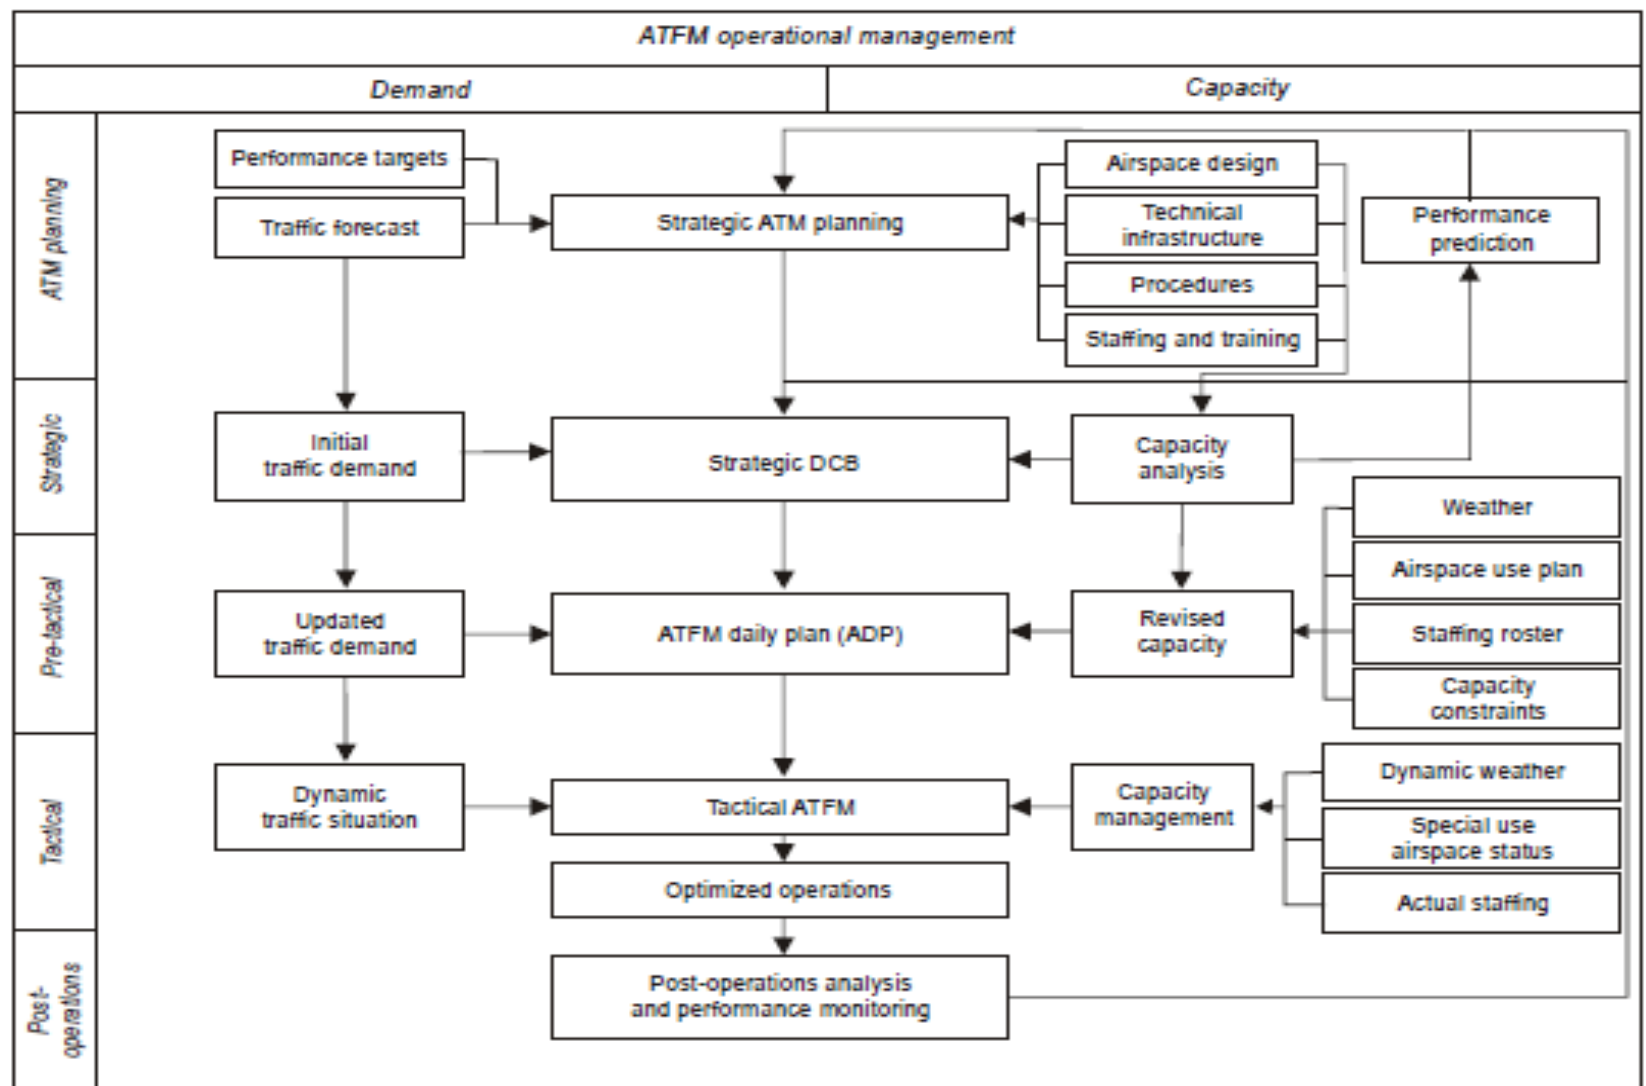 ATFM operational management
Demand
Capacity
ATM planning
Performance targets
Traffic forecast
Strategic ATM planning
Airspace design
Technical
infrastructure
Procedures
Staffing and training
Performance
prediction
Strategic
Initial
traffic demand
Strategic DCB
Capacity
analysis
Weather
Airspace use plan
Staffing roster
Capacity
constraints
Pre-tactical
Updated
traffic demand
ATFM daily plan (ADP)
Revised
capacity
Tactical
Dynamic
traffic situation
Tactical ATFM
Capacity
management
Dynamic weather
Special use
airspace status
Actual staffing
Optimized operations
Post-
operations
Post-operations analysis
and performance monitoring